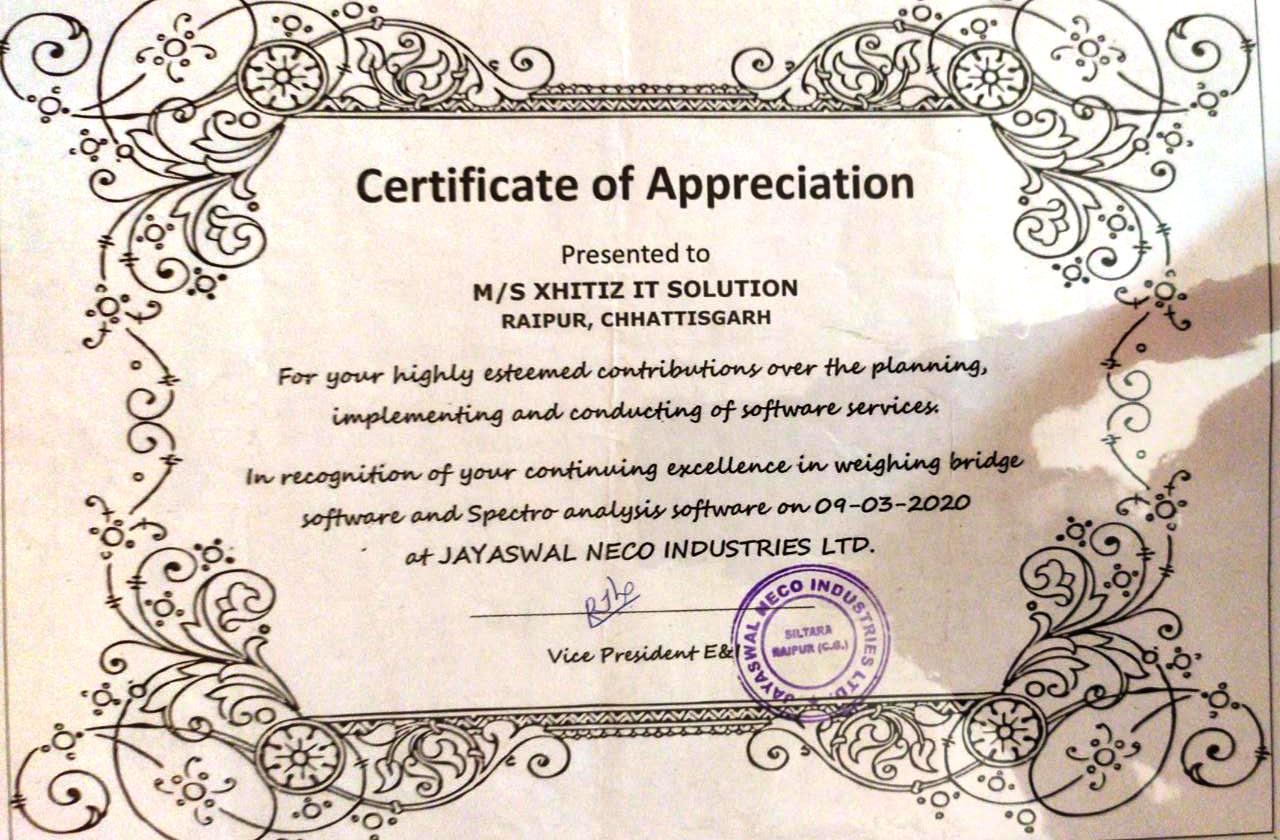 Certificate of Appreciation
Presented to
M/S XHITIZ IT SOLUTION
RAIPUR, CHHATTISGARH
For your highly esteemed contributions over the planning,
implementing and conducting of software services.
In recognition of your continuing excellence in weighing bridge
software and Spectro analysis software on 09-03-2020
at JAYASWAL NECO INDUSTRIES LTD.
Vice President E&I
JAYASWAL NECO INDUSTRIES LTD.
SILTARA
RAIPUR (C.G.)